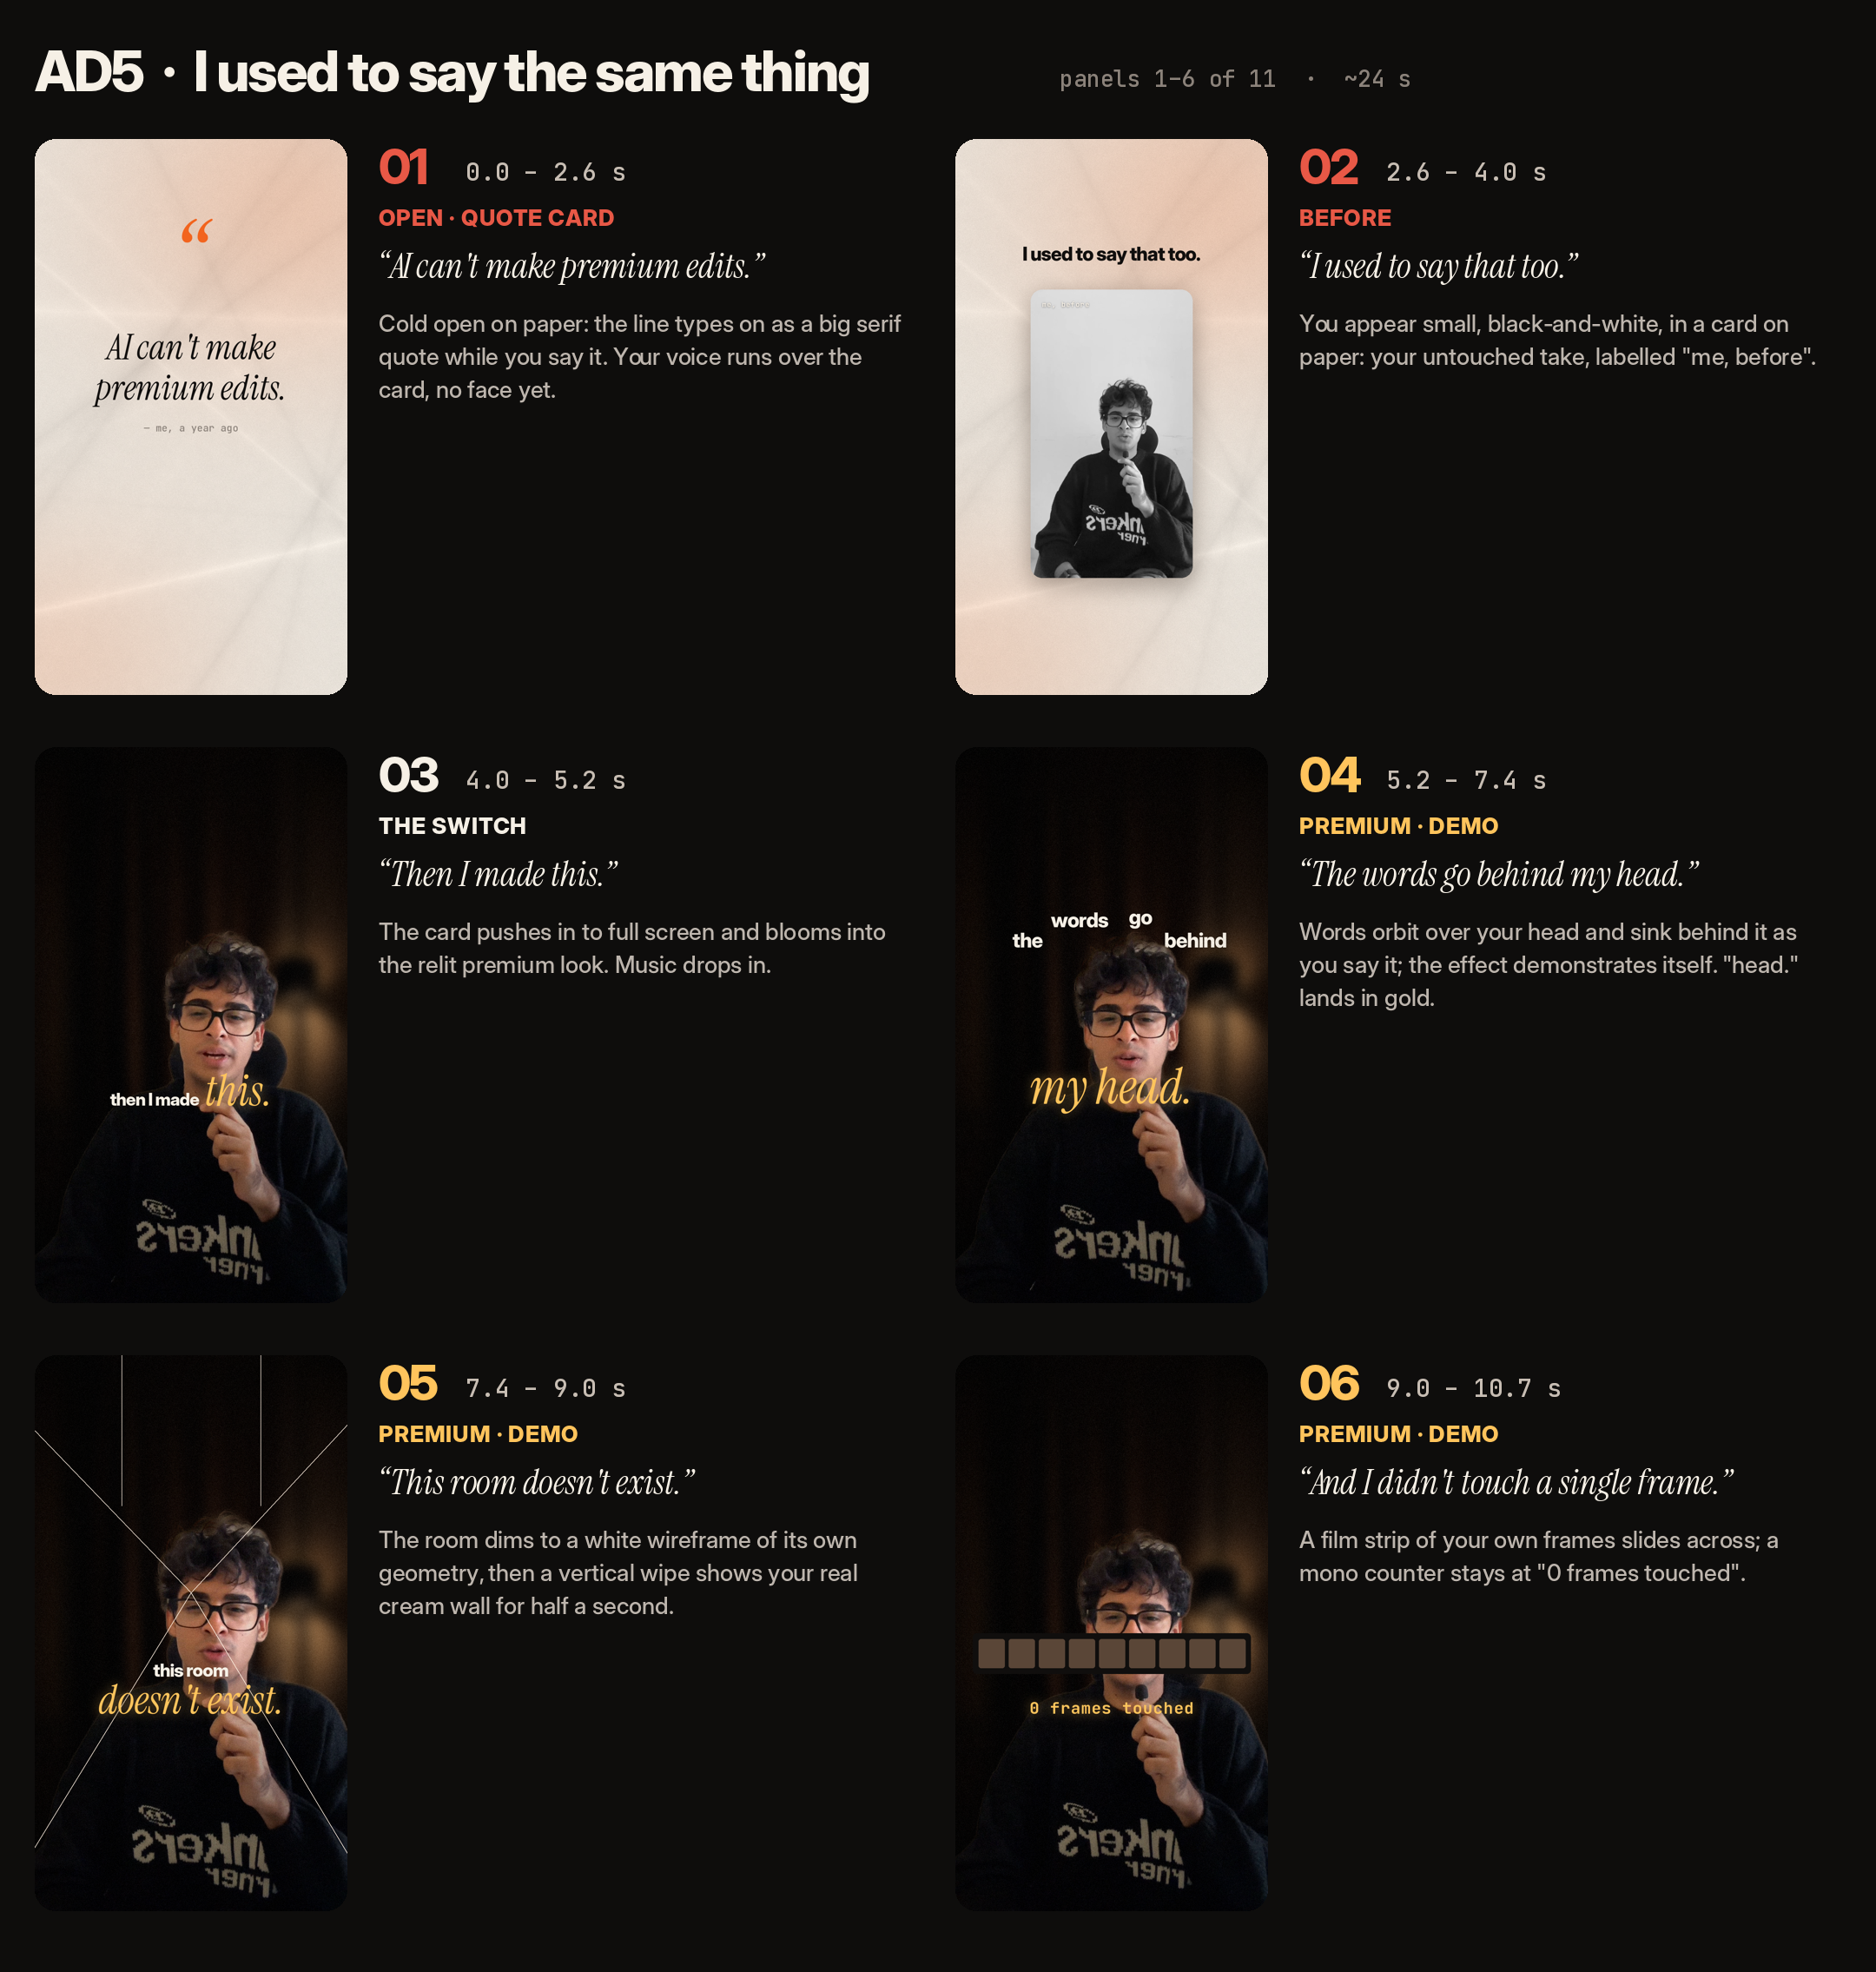 AD5 · I used to say the same thing
panels 1–6 of 11 · ~24 s
“
AI can't make
premium edits.
— me, a year ago
01 0.0 – 2.6 s
OPEN · QUOTE CARD
“AI can't make premium edits.”
Cold open on paper: the line types on as a big serif
quote while you say it. Your voice runs over the
card, no face yet.
I used to say that too.
me, before
02 2.6 – 4.0 s
BEFORE
“I used to say that too.”
You appear small, black-and-white, in a card on
paper: your untouched take, labelled "me, before".
then I made this.
03 4.0 – 5.2 s
THE SWITCH
“Then I made this.”
The card pushes in to full screen and blooms into
the relit premium look. Music drops in.
the words go behind
my head.
04 5.2 – 7.4 s
PREMIUM · DEMO
“The words go behind my head.”
Words orbit over your head and sink behind it as
you say it; the effect demonstrates itself. "head."
lands in gold.
this room
doesn't exist.
05 7.4 – 9.0 s
PREMIUM · DEMO
“This room doesn't exist.”
The room dims to a white wireframe of its own
geometry, then a vertical wipe shows your real
cream wall for half a second.
0 frames touched
06 9.0 – 10.7 s
PREMIUM · DEMO
“And I didn't touch a single frame.”
A film strip of your own frames slides across; a
mono counter stays at "0 frames touched".